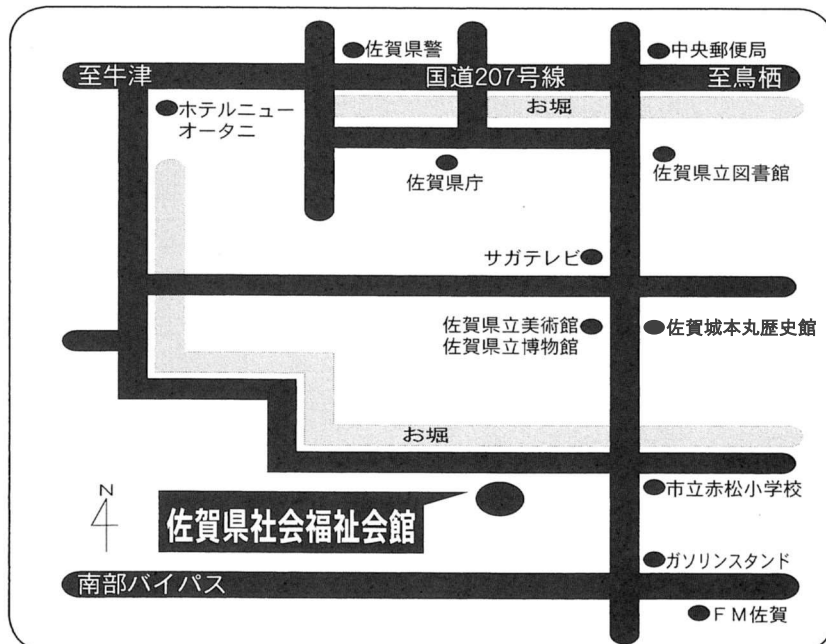 佐賀県警
中央郵便局
至牛津
国道207号線
至鳥栖
ホテルニュー
オータニ
お堀
佐賀県庁
佐賀県立図書館
サガテレビ
佐賀県立美術館
佐賀県立博物館
佐賀城本丸歴史館
お堀
N
佐賀県社会福祉会館
市立赤松小学校
ガソリンスタンド
南部バイパス
FM佐賀